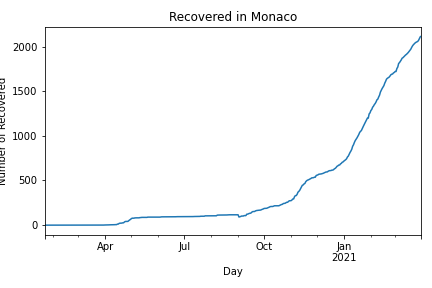 Recovered in Monaco
2000
1500
1000
500
0
Number of Recovered
Apr
Jul
Oct
Jan
2021
Day